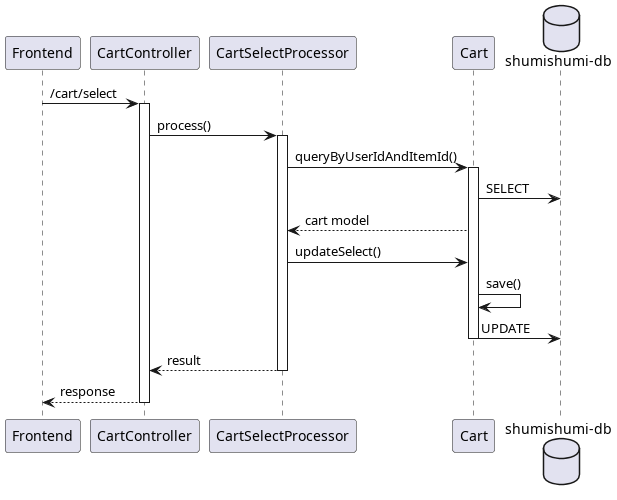 Frontend
CartController
CartSelectProcessor
Cart
shumishumi-db
/cart/select
process()
queryByUserIdAndItemId()
SELECT
cart model
updateSelect()
save()
UPDATE
result
response
Frontend
CartController
CartSelectProcessor
Cart
shumishumi-db